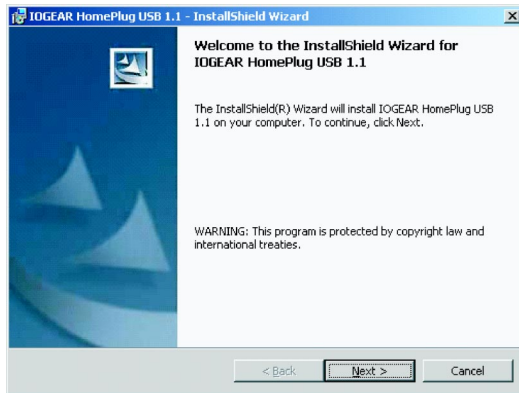 IOGEAR HomePlug USB 1.1 - InstallShield Wizard
Welcome to the InstallShield Wizard for
IOGEAR HomePlug USB 1.1
The InstallShield(R) Wizard will install IOGEAR HomePlug USB
1.1 on your computer. To continue, click Next.
WARNING: This program is protected by copyright law and
international treaties.
< Back
Next >
Cancel